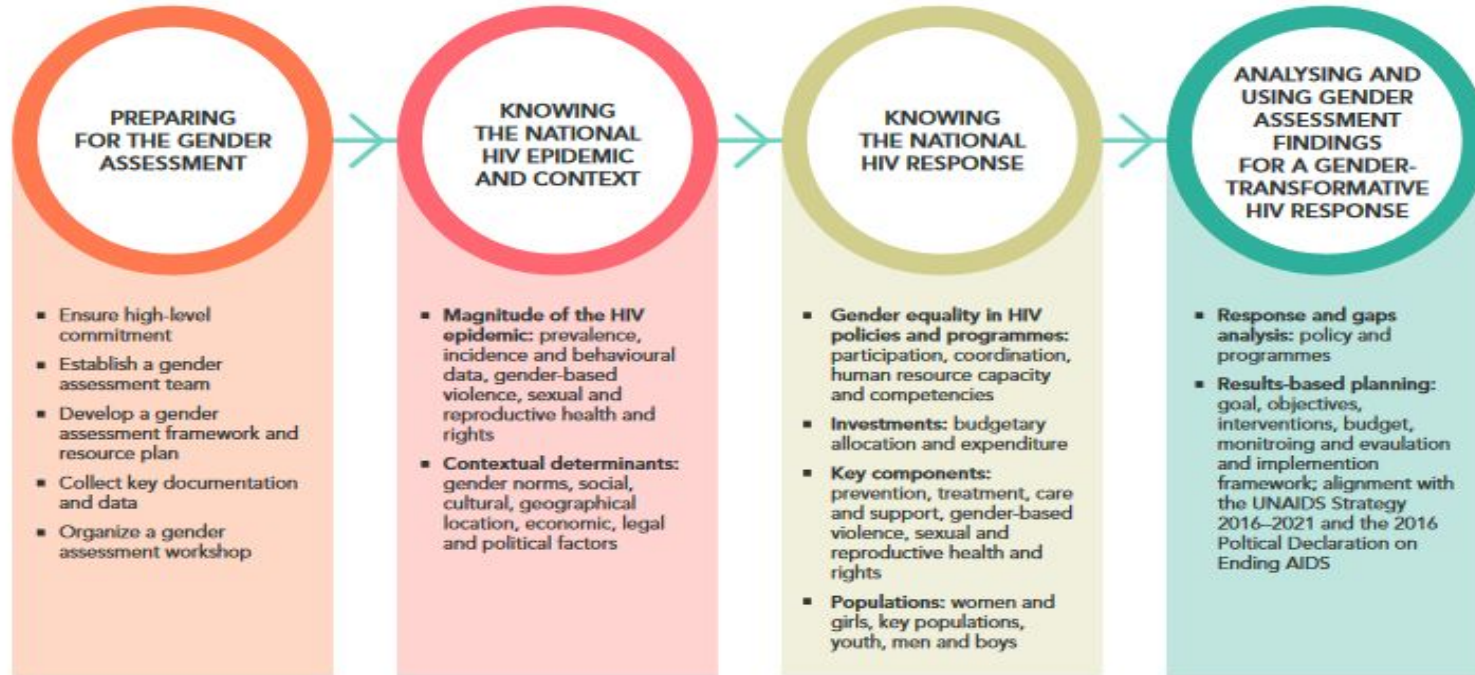 PREPARING
FOR THE GENDER
ASSESSMENT
▪ Ensure high-level
commitment
▪ Establish a gender
assessment team
▪ Develop a gender
assessment framework and
resource plan
▪ Collect key documentation
and data
▪ Organize a gender
assessment workshop
KNOWING
THE NATIONAL
HIV EPIDEMIC
AND CONTEXT
▪ Magnitude of the HIV
epidemic: prevalence,
incidence and behavioural
data, gender-based
violence, sexual and
reproductive health and
rights
▪ Contextual determinants:
gender norms, social,
cultural, geographical
location, economic, legal
and political factors
KNOWING
THE NATIONAL
HIV RESPONSE
▪ Gender equality in HIV
policies and programmes:
participation, coordination,
human resource capacity
and competencies
▪ Investments: budgetary
allocation and expenditure
▪ Key components:
prevention, treatment, care
and support, gender-based
violence, sexual and
reproductive health and
rights
▪ Populations: women and
girls, key populations,
youth, men and boys
ANALYSING AND
USING GENDER
ASSESSMENT
FINDINGS
FOR A GENDER-
TRANSFORMATIVE
HIV RESPONSE
▪ Response and gaps
analysis: policy and
programmes
▪ Results-based planning:
goal, objectives,
interventions, budget,
monitroing and evaulation
and implemention
framework; alignment with
the UNAIDS Strategy
2016–2021 and the 2016
Poltical Declaration on
Ending AIDS